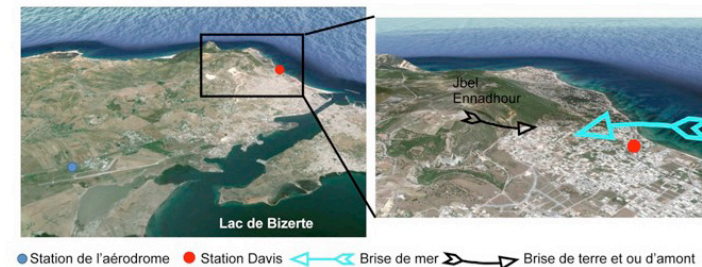 Jbel
Ennadhour
Lac de Bizerte
Station de l'aérodrome Station Davis Brise de mer Brise de terre et ou d'amont